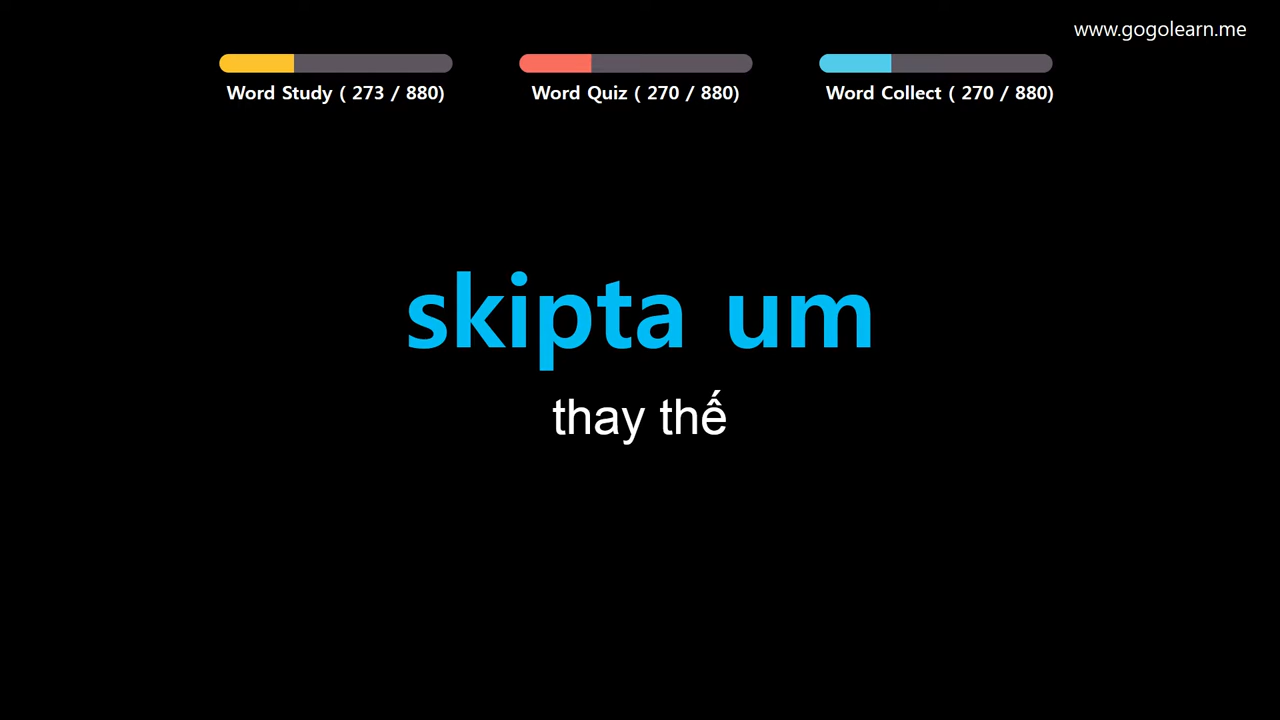 www.gogolearn.me
Word Study ( 273 / 880)
Word Quiz ( 270 / 880)
Word Collect ( 270 / 880)
skipta um
thay thế